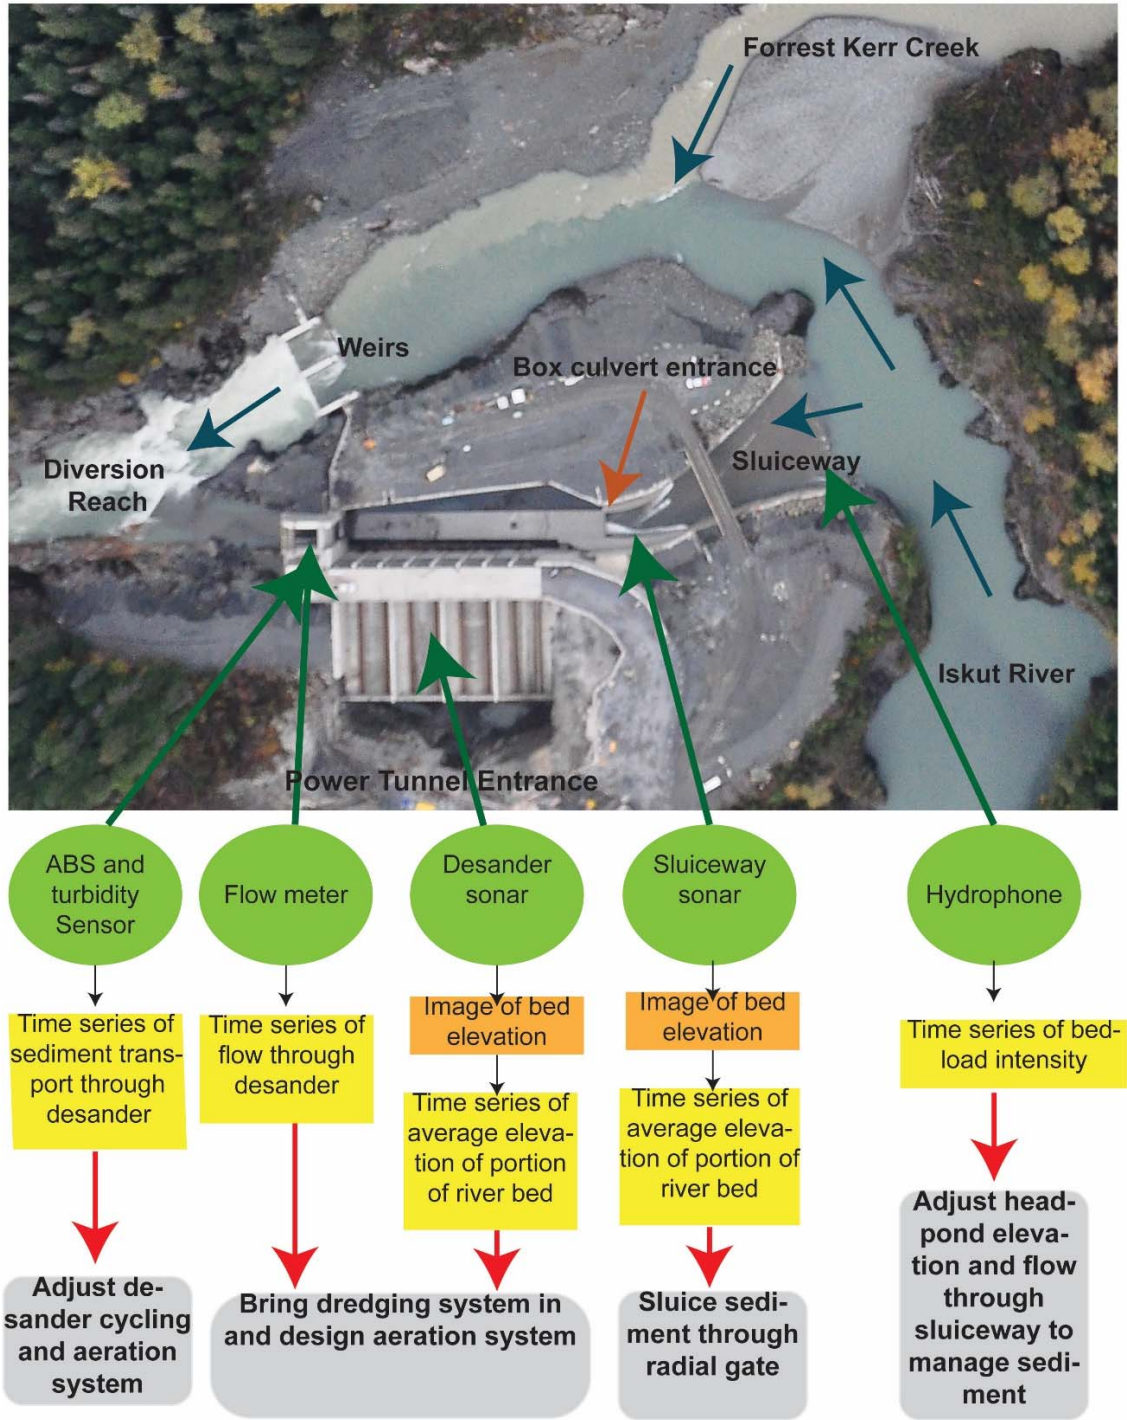 Forrest Kerr Creek
Weirs
Box culvert entrance
Diversion
Reach
Sluiceway
Iskut River
Power Tunnel Entrance
ABS and
turbidity
Sensor
Flow meter
Desander
sonar
Sluiceway
sonar
Hydrophone
Time series of
sediment trans-
port through
desander
Time series of
flow through
desander
Image of bed
elevation
Time series of
average eleva-
tion of portion
of river bed
Image of bed
elevation
Time series of
average eleva-
tion of portion of
river bed
Time series of bed-
load intensity
Adjust de-
sander cycling
and aeration
system
Bring dredging system in
and design aeration system
Sluice sedi-
ment through
radial gate
Adjust head-
pond eleva-
tion and flow
through
sluiceway to
manage sedi-
ment